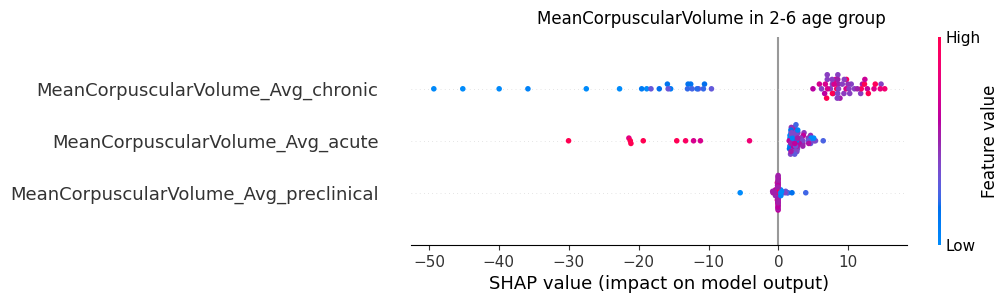 MeanCorpuscularVolume in 2-6 age group
High
MeanCorpuscularVolume_Avg_chronic
MeanCorpuscularVolume_Avg_acute
Feature value
MeanCorpuscularVolume_Avg_preclinical
Low
−50 −40 −30 −20 −10 0 10
SHAP value (impact on model output)